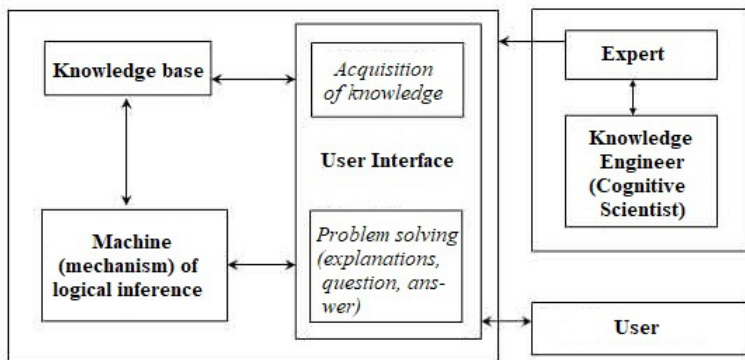 Knowledge base
Acquisition
of knowledge
User Interface
Machine
(mechanism) of
logical inference
Problem solving
(explanations,
question, ans-
wer)
Expert
Knowledge
Engineer
(Cognitive
Scientist)
User